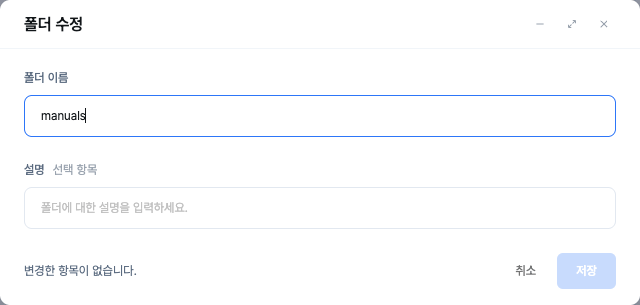 폴더 수정
폴더 이름
manuals
설명 선택 항목
폴더에 대한 설명을 입력하세요.
변경한 항목이 없습니다. 취소 저장